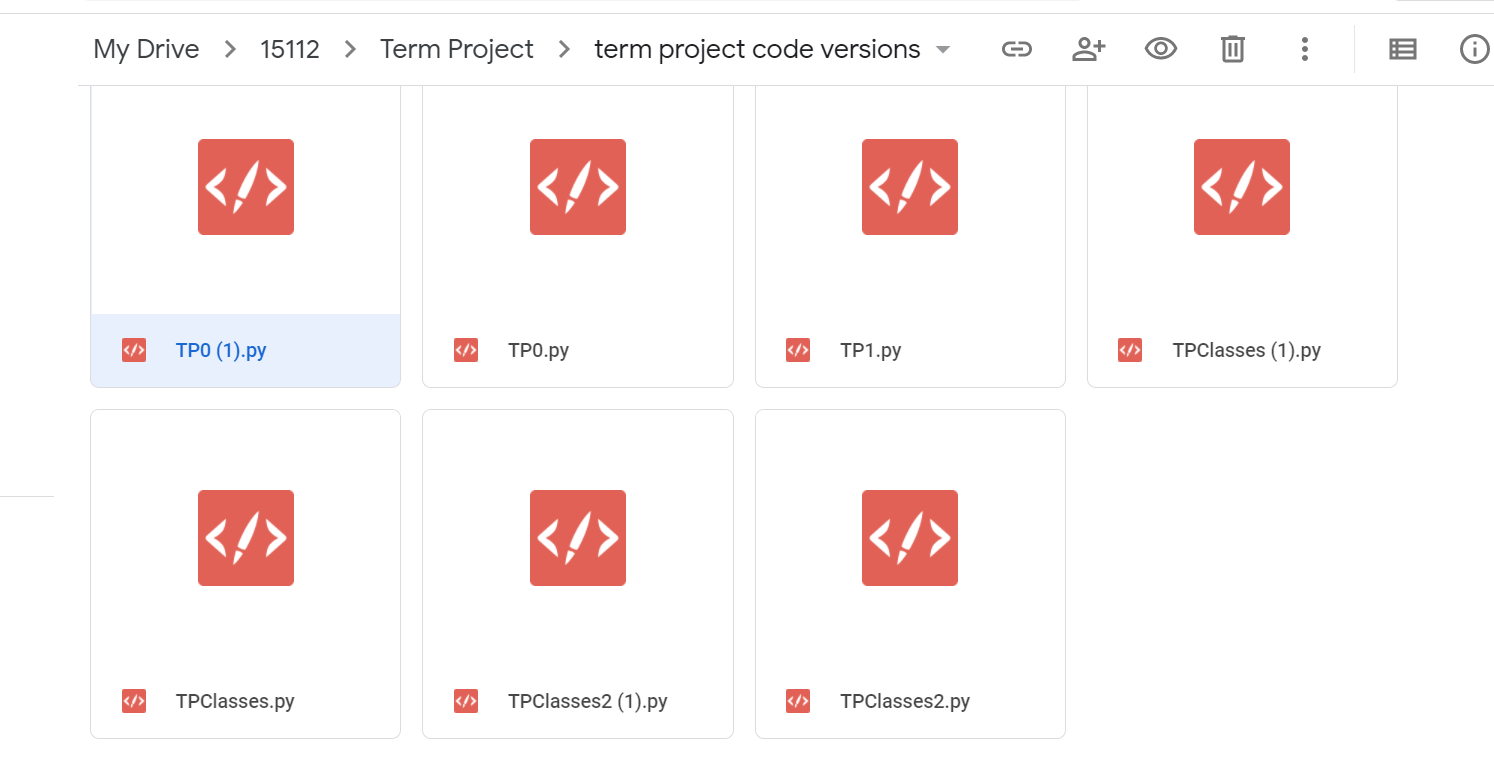 My Drive > 15112 > Term Project > term project code versions
TP0 (1).py
TP0.py
TP1.py
TPClasses (1).py
TPClasses.py
TPClasses2 (1).py
TPClasses2.py